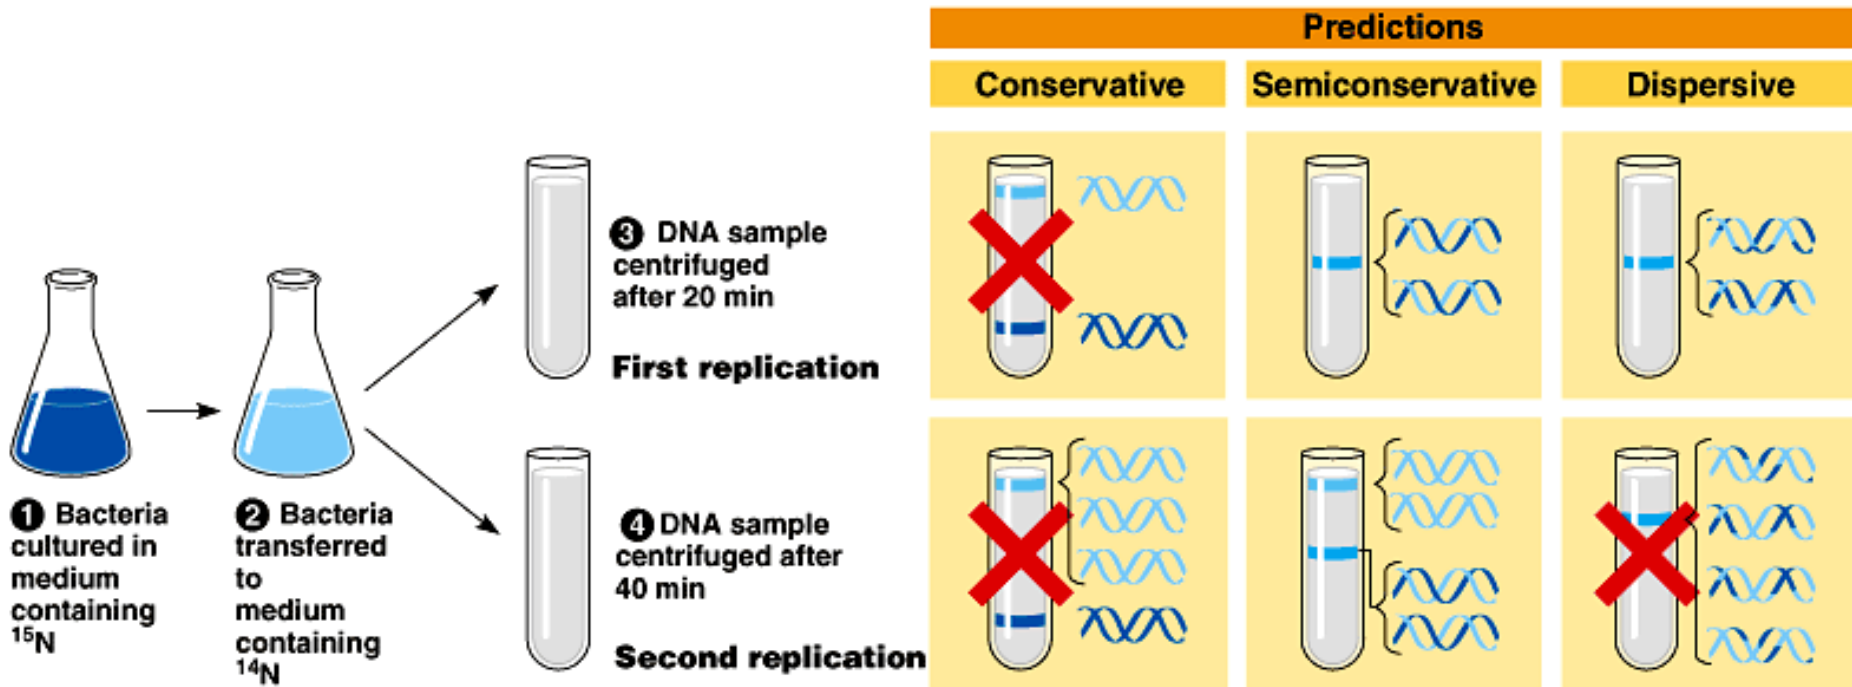 Predictions
Conservative
Semiconservative
Dispersive
❸ DNA sample
centrifuged
after 20 min
First replication
❶ Bacteria
cultured in
medium
containing
¹⁵N
❷ Bacteria
transferred
to
medium
containing
¹⁴N
❹ DNA sample
centrifuged after
40 min
Second replication